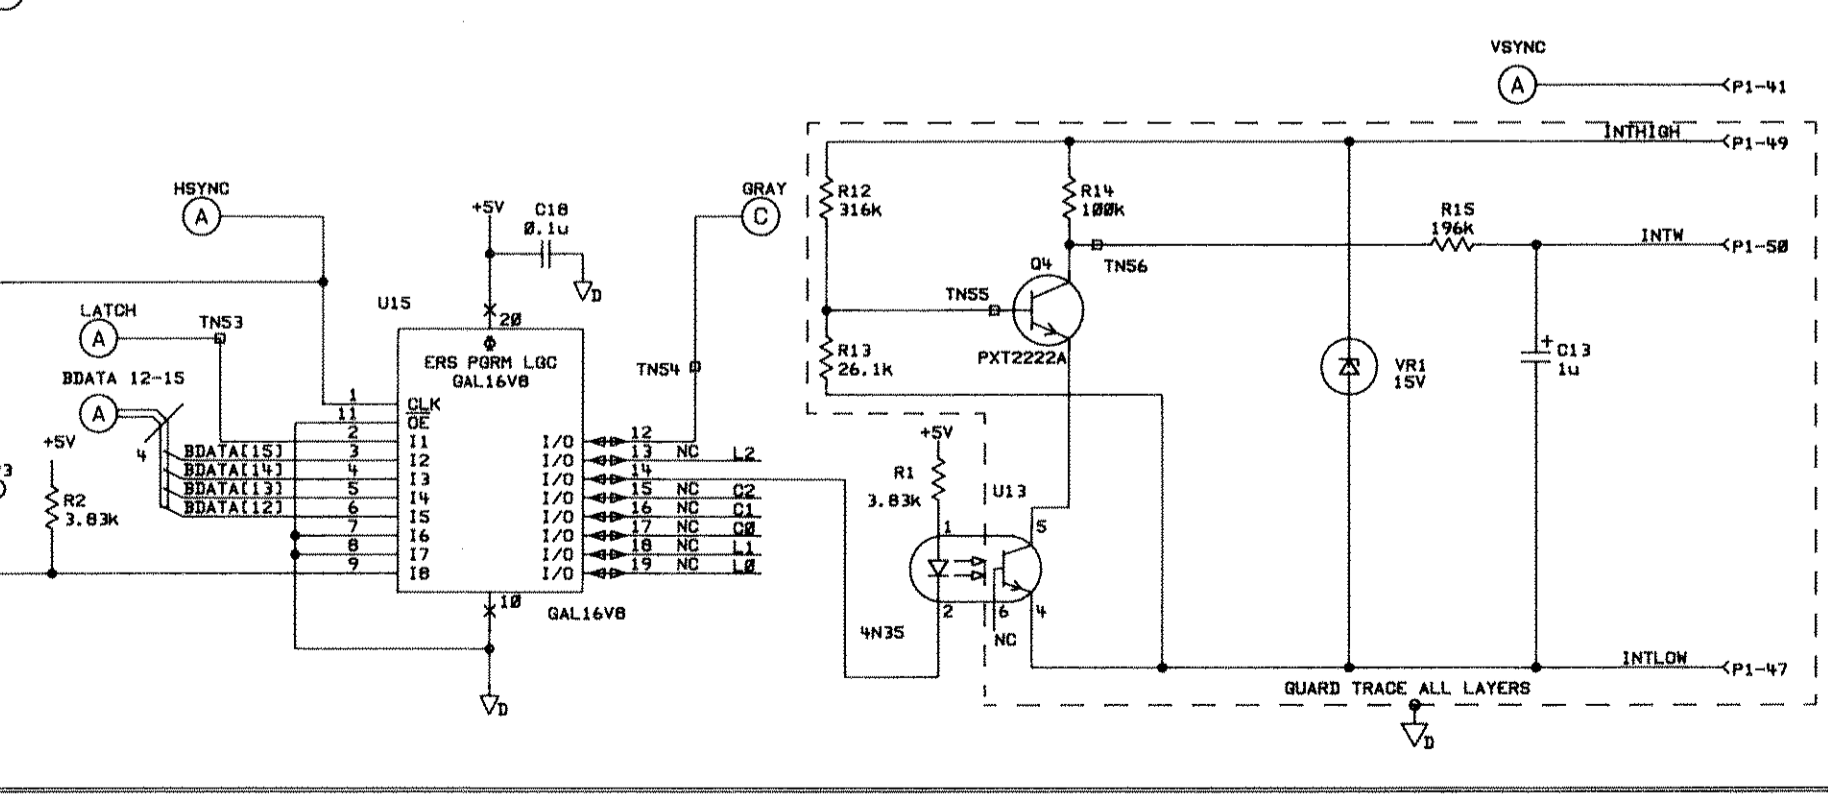 VSYNC
A
P1-41
INTHIGH
P1-49
HSYNC
A
+5V
C18
0.1u
D
GRAY
C
R12
316k
R14
100k
R15
196k
INTW
P1-50
TN56
Q4
TN55
PXT2222A
R13
26.1k
VR1
15V
+
C13
1u
LATCH
A
TN53
U15
20
ERS PGRM LGC
GAL16V8
TN54
BDATA 12-15
A
4
+5V
R2
3.83k
BDATA[15]
BDATA[14]
BDATA[13]
BDATA[12]
1 CLK
11 OE
2 I1
3 I2
4 I3
5 I4
6 I5
7 I6
8 I7
9 I8
I/O 12
I/O 13 NC L2
I/O 14
I/O 15 NC C2
I/O 16 NC C1
I/O 17 NC C0
I/O 18 NC L1
I/O 19 NC L0
10
GAL16V8
D
+5V
R1
3.83k
U13
1
5
2
6
4
NC
4N35
INTLOW
P1-47
GUARD TRACE ALL LAYERS
D